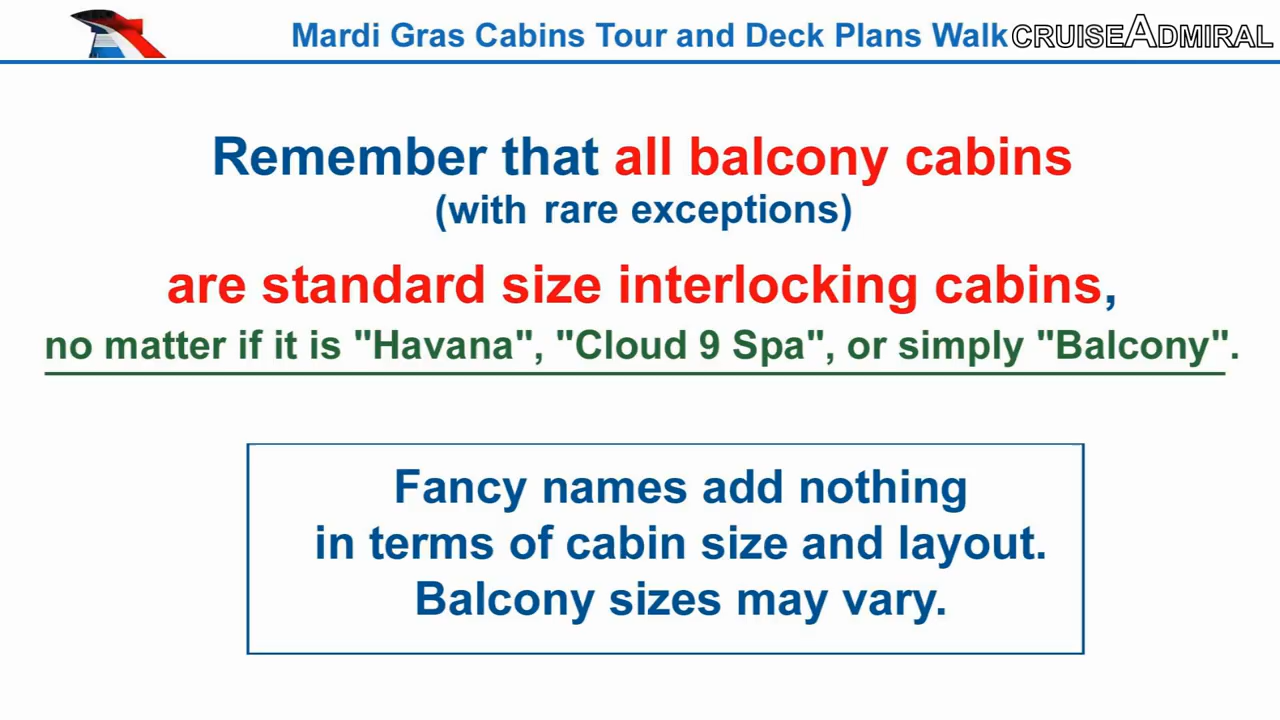 Mardi Gras Cabins Tour and Deck Plans Walk CRUISEADMIRAL
Remember that all balcony cabins
(with rare exceptions)
are standard size interlocking cabins,
no matter if it is "Havana", "Cloud 9 Spa", or simply "Balcony".
Fancy names add nothing
in terms of cabin size and layout.
Balcony sizes may vary.